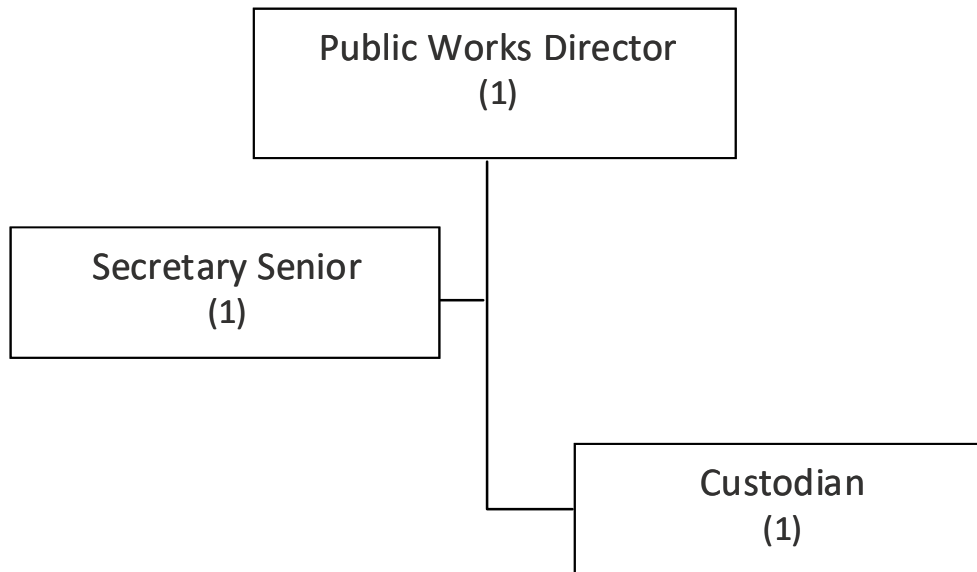 Public Works Director
(1)
Secretary Senior
(1)
Custodian
(1)